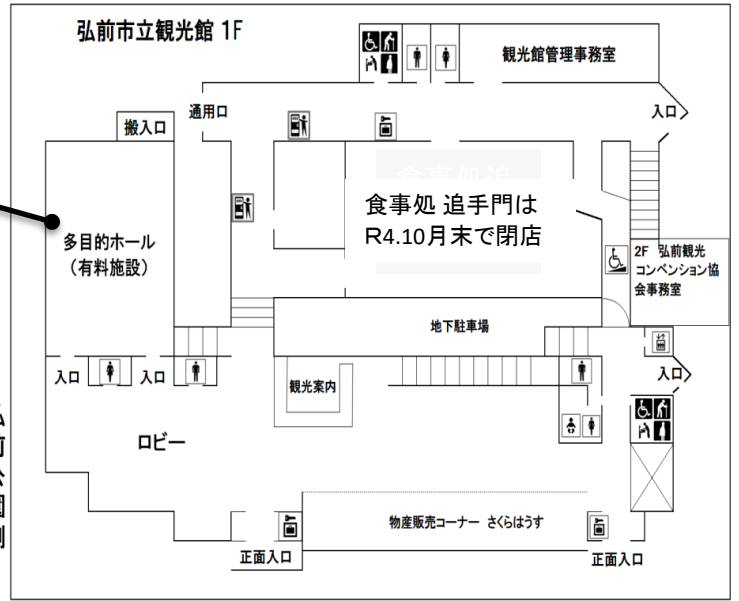 弘前市立観光館 1F
観光館管理事務室
通用口
入口
搬入口
食事処 追手門は
R4.10月末で閉店
多目的ホール
（有料施設）
2F 弘前観光
コンベンション協
会事務室
地下駐車場
入口
入口
入口
観光案内
ロビー
弘前公園側
物産販売コーナー さくらはうす
正面入口
正面入口